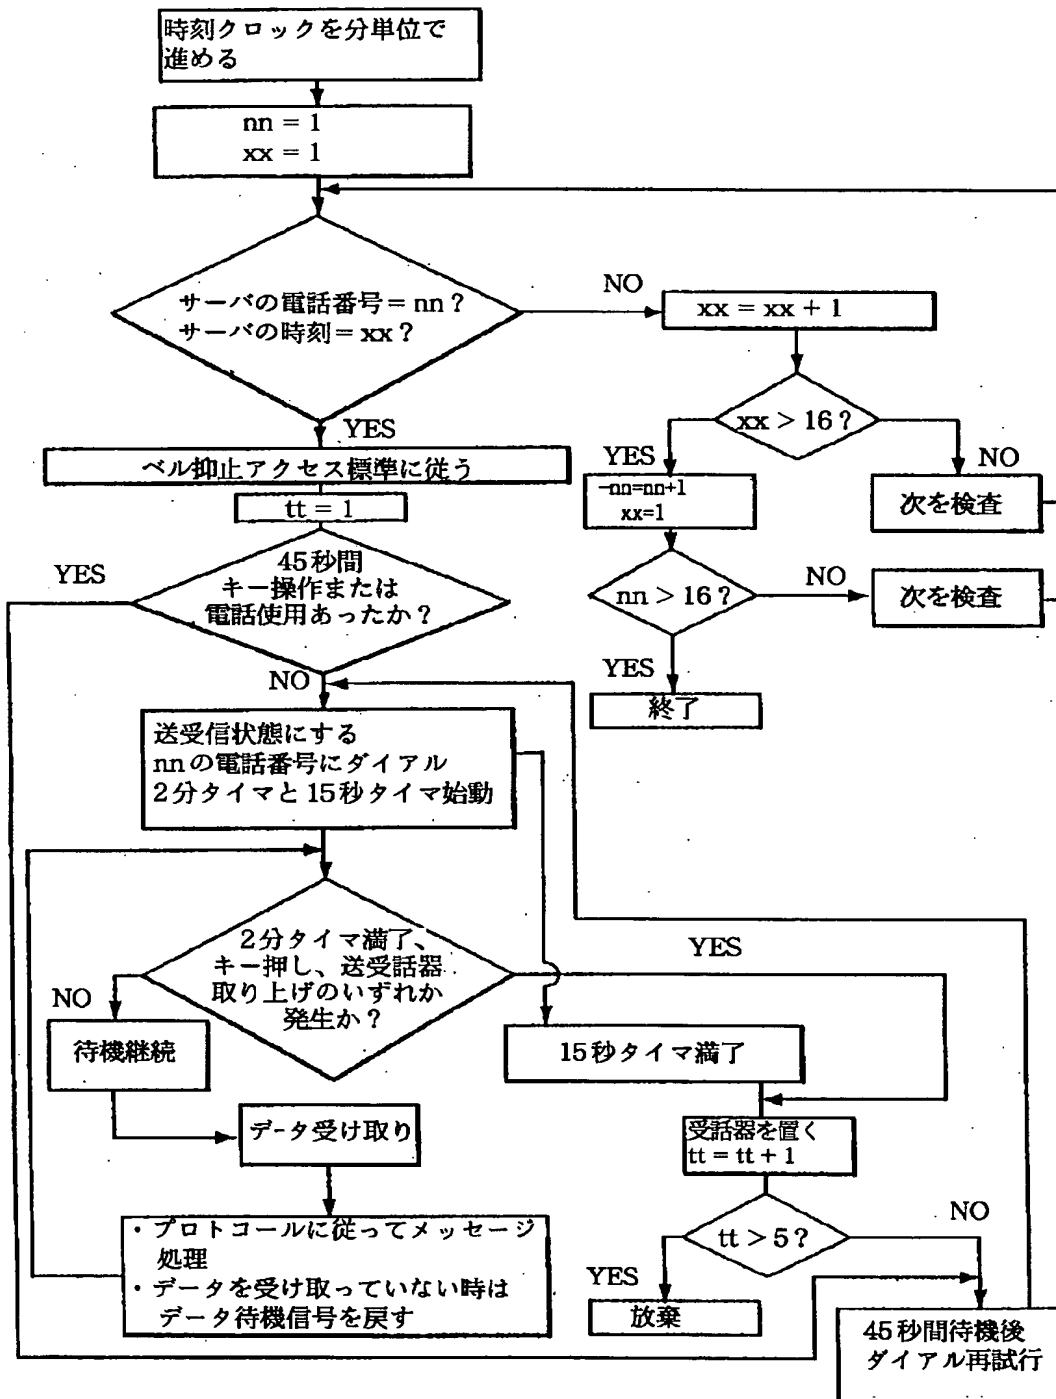 時刻クロックを分単位で
進める
nn = 1
xx = 1
サーバの電話番号＝nn？
サーバの時刻＝xx？
NO
xx = xx + 1
xx > 16？
YES
NO
YES
ベル抑止アクセス標準に従う
-nn=nn+1
xx=1
次を検査
tt = 1
YES
45秒間
キー操作または
電話使用あったか？
nn > 16？
NO
次を検査
NO
YES
終了
送受信状態にする
nnの電話番号にダイアル
2分タイマと15秒タイマ始動
2分タイマ満了、
キー押し、送受話器
取り上げのいずれか
発生か？
YES
NO
待機継続
15秒タイマ満了
データ受け取り
受話器を置く
tt = tt + 1
・プロトコールに従ってメッセージ
処理
・データを受け取っていない時は
データ待機信号を戻す
tt > 5？
NO
YES
放棄
45秒間待機後
ダイアル再試行